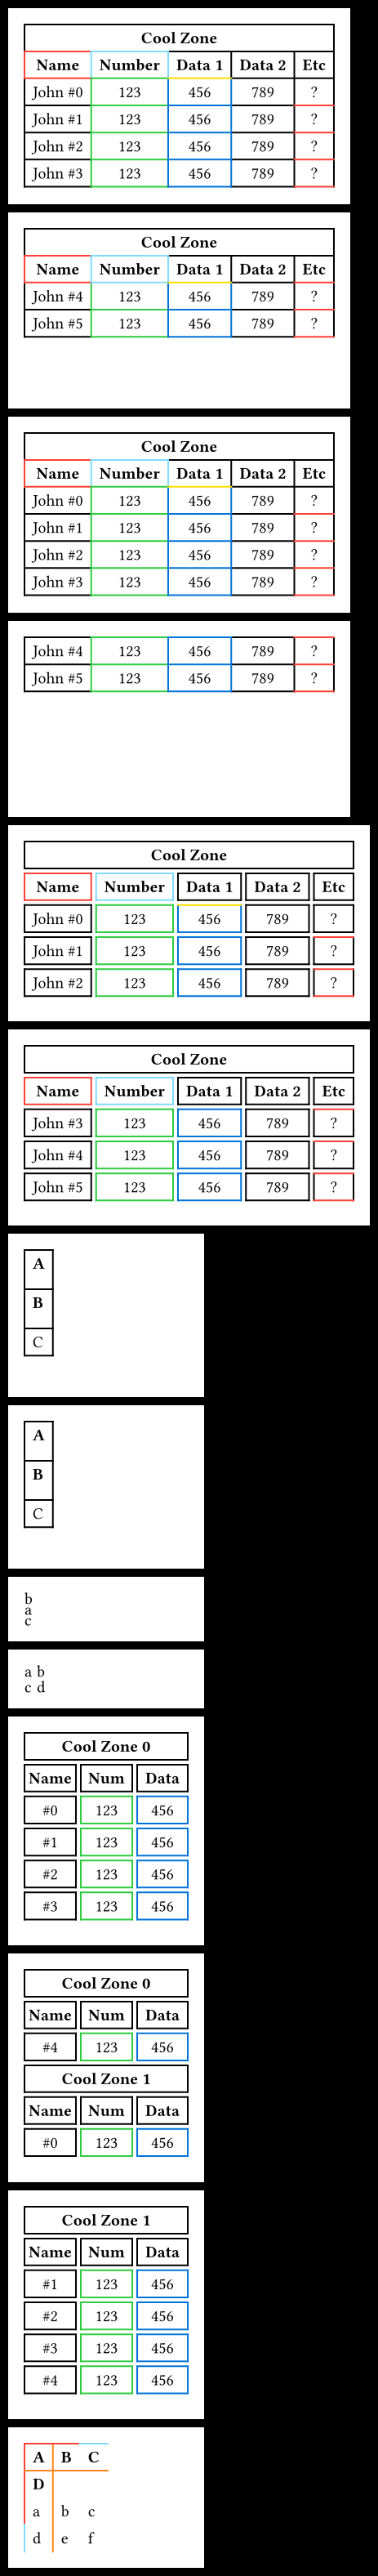 Cool Zone
Name Number Data 1 Data 2 Etc
John #0 123 456 789 ?
John #1 123 456 789 ?
John #2 123 456 789 ?
John #3 123 456 789 ?
Cool Zone
Name Number Data 1 Data 2 Etc
John #4 123 456 789 ?
John #5 123 456 789 ?
Cool Zone
Name Number Data 1 Data 2 Etc
John #0 123 456 789 ?
John #1 123 456 789 ?
John #2 123 456 789 ?
John #3 123 456 789 ?
John #4 123 456 789 ?
John #5 123 456 789 ?
Cool Zone
Name Number Data 1 Data 2 Etc
John #0 123 456 789 ?
John #1 123 456 789 ?
John #2 123 456 789 ?
Cool Zone
Name Number Data 1 Data 2 Etc
John #3 123 456 789 ?
John #4 123 456 789 ?
John #5 123 456 789 ?
A
B
C
A
B
C
b
a
c
a b
c d
Cool Zone 0
Name Num Data
#0 123 456
#1 123 456
#2 123 456
#3 123 456
Cool Zone 0
Name Num Data
#4 123 456
Cool Zone 1
Name Num Data
#0 123 456
Cool Zone 1
Name Num Data
#1 123 456
#2 123 456
#3 123 456
#4 123 456
A B C
D
a b c
d e f